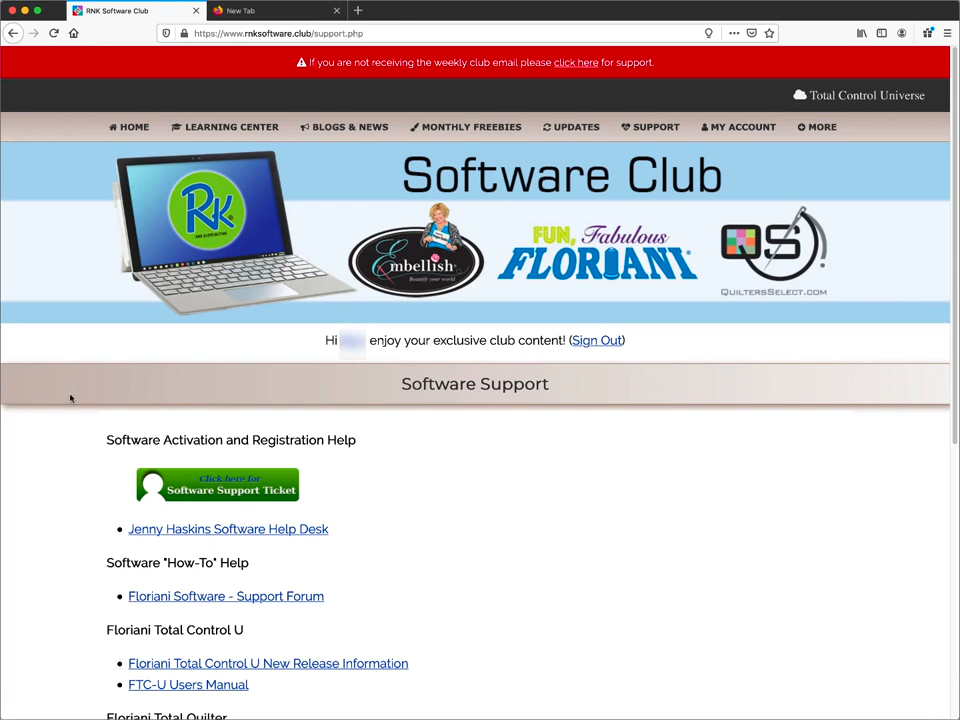 RNK Software Club
New Tab
https://www.rnksoftware.club/support.php
If you are not receiving the weekly club email please click here for support.
Total Control Universe
HOME
LEARNING CENTER
BLOGS & NEWS
MONTHLY FREEBIES
UPDATES
SUPPORT
MY ACCOUNT
MORE
Software Club
RK
Embellish
Beautify your world
FUN, Fabulous
FLORIANI
QS
QUILTERSSELECT.COM
Hi enjoy your exclusive club content! (Sign Out)
Software Support
Software Activation and Registration Help
Click here for
Software Support Ticket
Jenny Haskins Software Help Desk
Software "How-To" Help
Floriani Software - Support Forum
Floriani Total Control U
Floriani Total Control U New Release Information
FTC-U Users Manual
Floriani Total Quilter